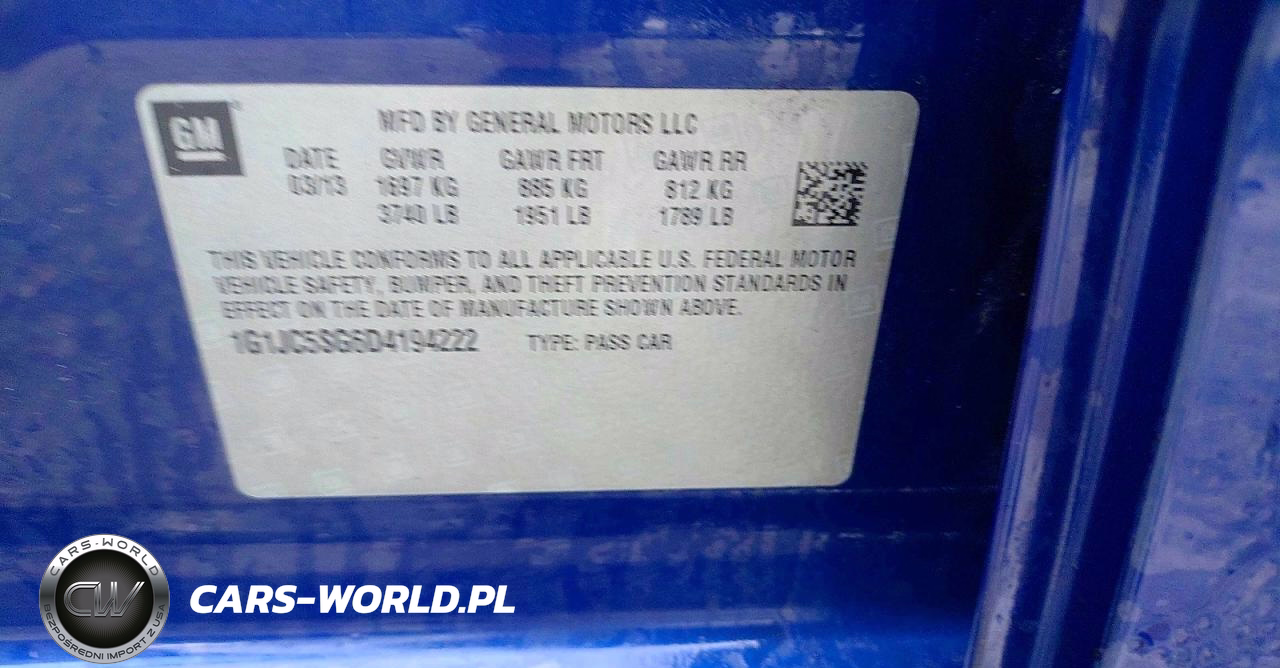 GM
MFD BY GENERAL MOTORS LLC
DATE GVWR GAWR FRT GAWR RR
03/13 1697 KG 885 KG 812 KG
3740 LB 1951 LB 1789 LB
THIS VEHICLE CONFORMS TO ALL APPLICABLE U.S. FEDERAL MOTOR
VEHICLE SAFETY, BUMPER, AND THEFT PREVENTION STANDARDS IN
EFFECT ON THE DATE OF MANUFACTURE SHOWN ABOVE.
1G1JC5SG6D4194222 TYPE: PASS CAR
CARS-WORLD
CW
BEZPOŚREDNI IMPORT Z USA
CARS-WORLD.PL